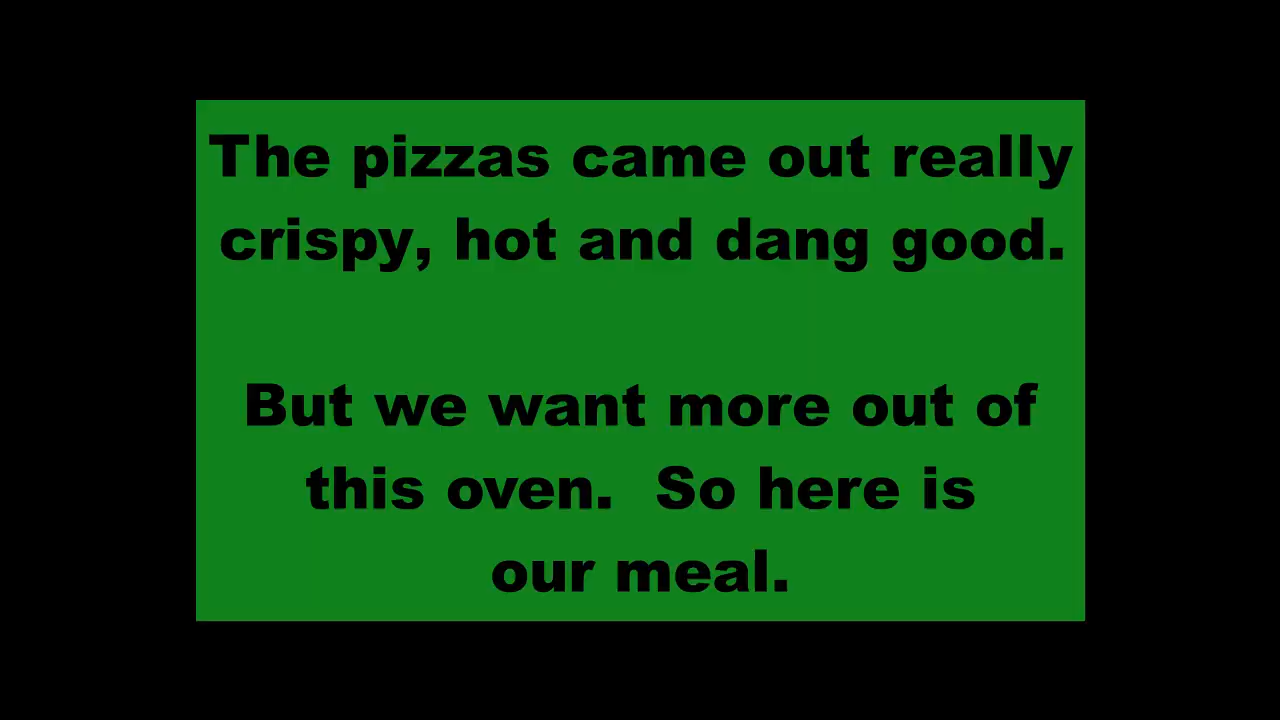 The pizzas came out really
crispy, hot and dang good.
But we want more out of
this oven.  So here is
our meal.